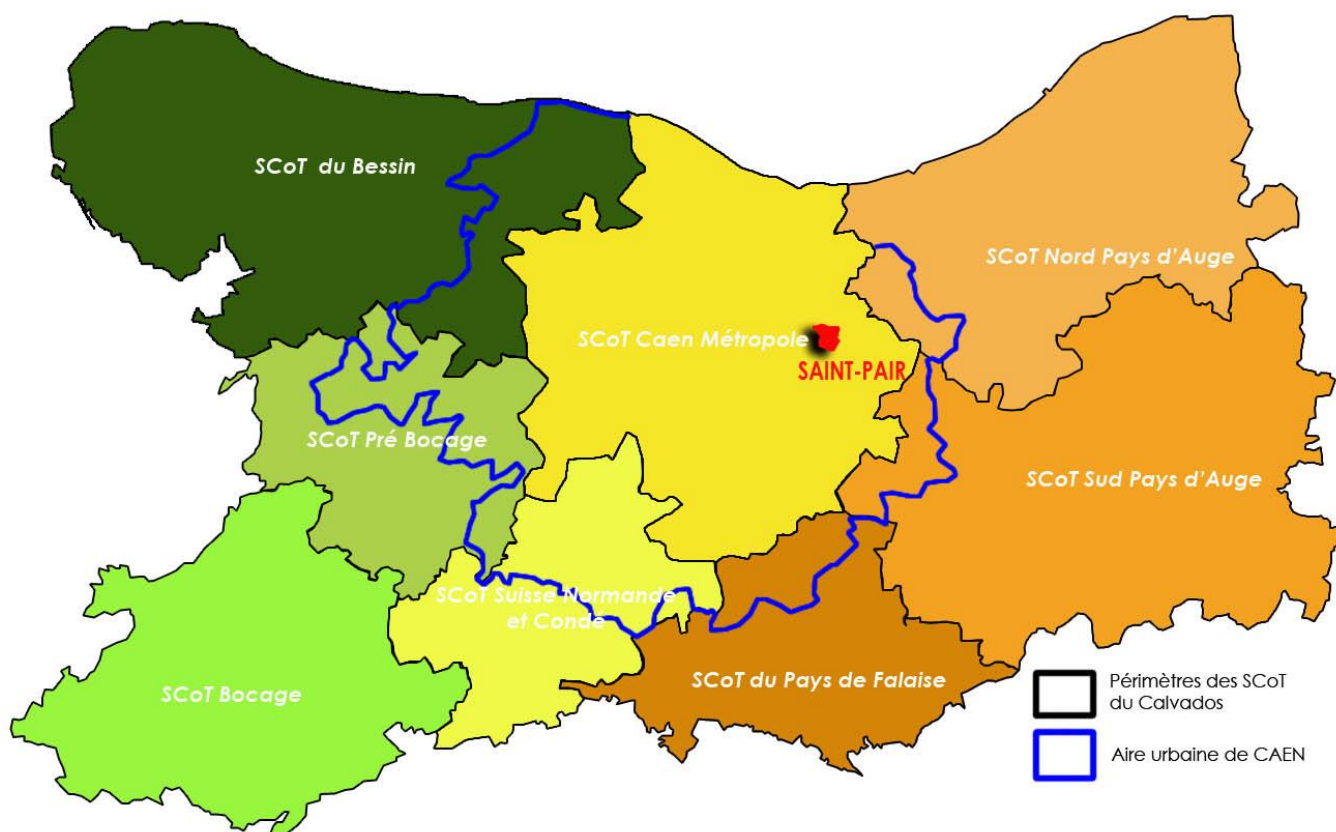 SCoT du Bessin
SCoT Nord Pays d'Auge
SCoT Caen Métropole
SAINT-PAIR
SCoT Pré Bocage
SCoT Sud Pays d'Auge
SCoT Suisse Normande
et Condé
SCoT du Pays de Falaise
SCoT Bocage
Périmètres des SCoT
du Calvados
Aire urbaine de CAEN